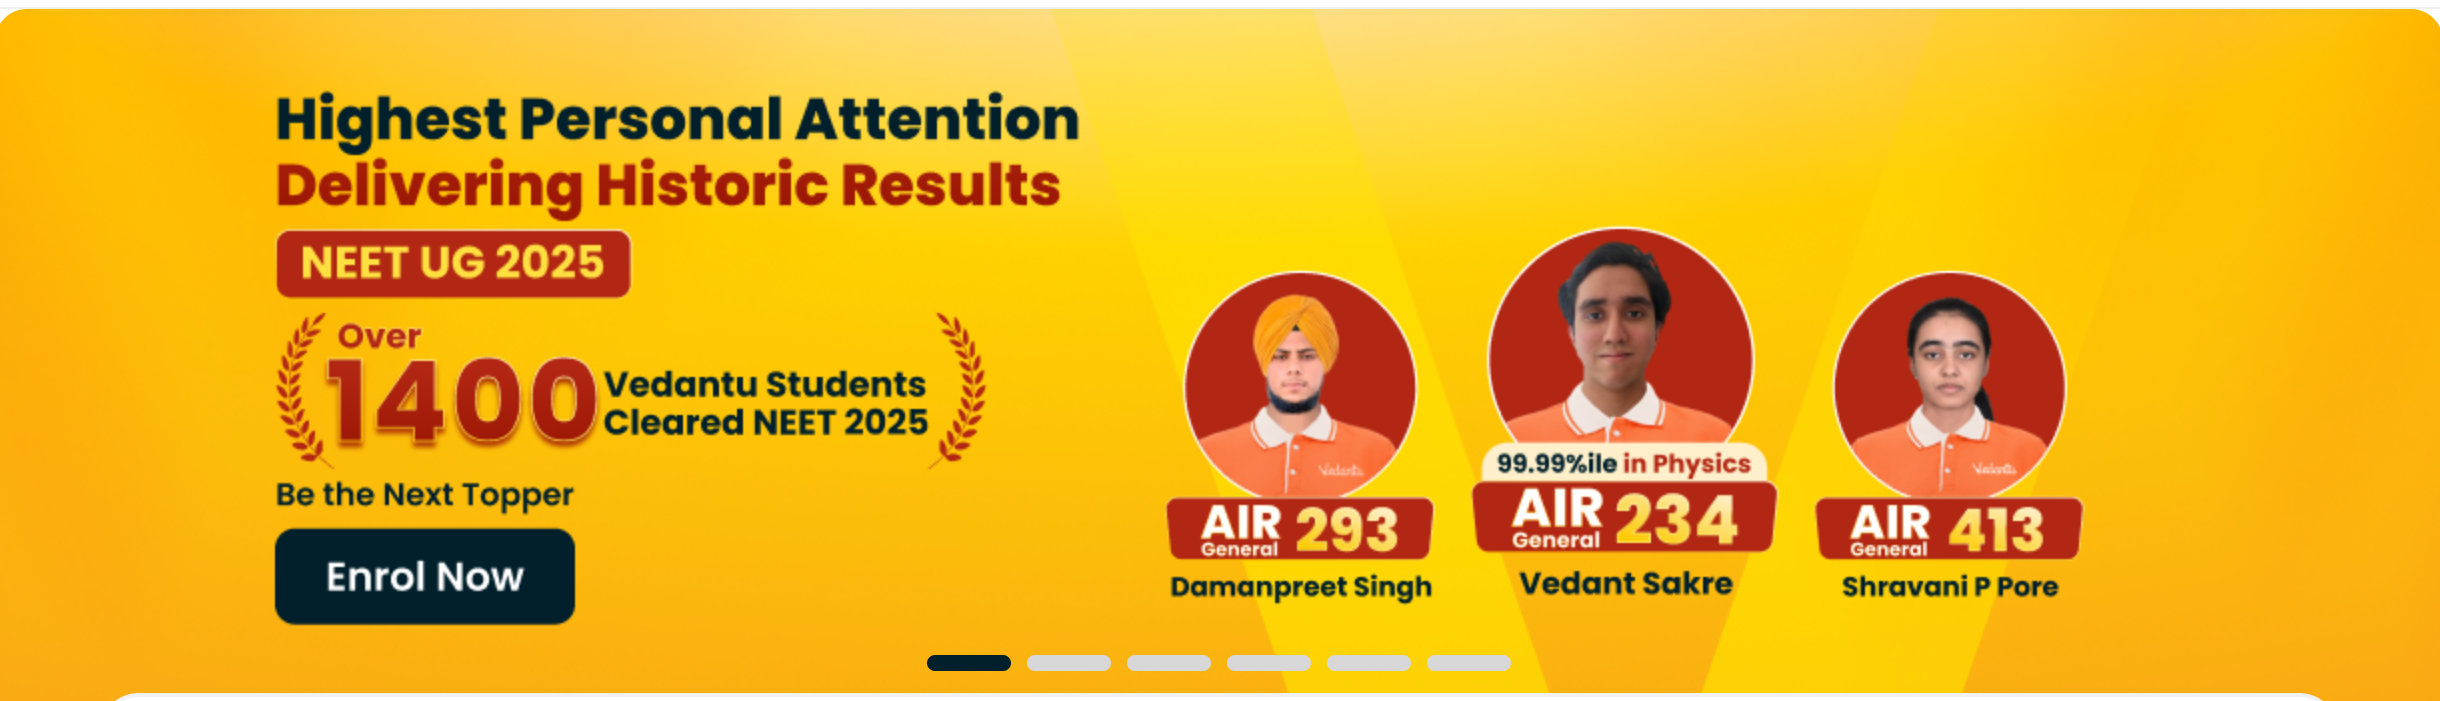 Highest Personal Attention
Delivering Historic Results
NEET UG 2025
Over
1400
Vedantu Students
Cleared NEET 2025
Be the Next Topper
Enrol Now
Vedantu
AIR
General
293
Damanpreet Singh
99.99%ile in Physics
AIR
General
234
Vedant Sakre
Vedantu
AIR
General
413
Shravani P Pore